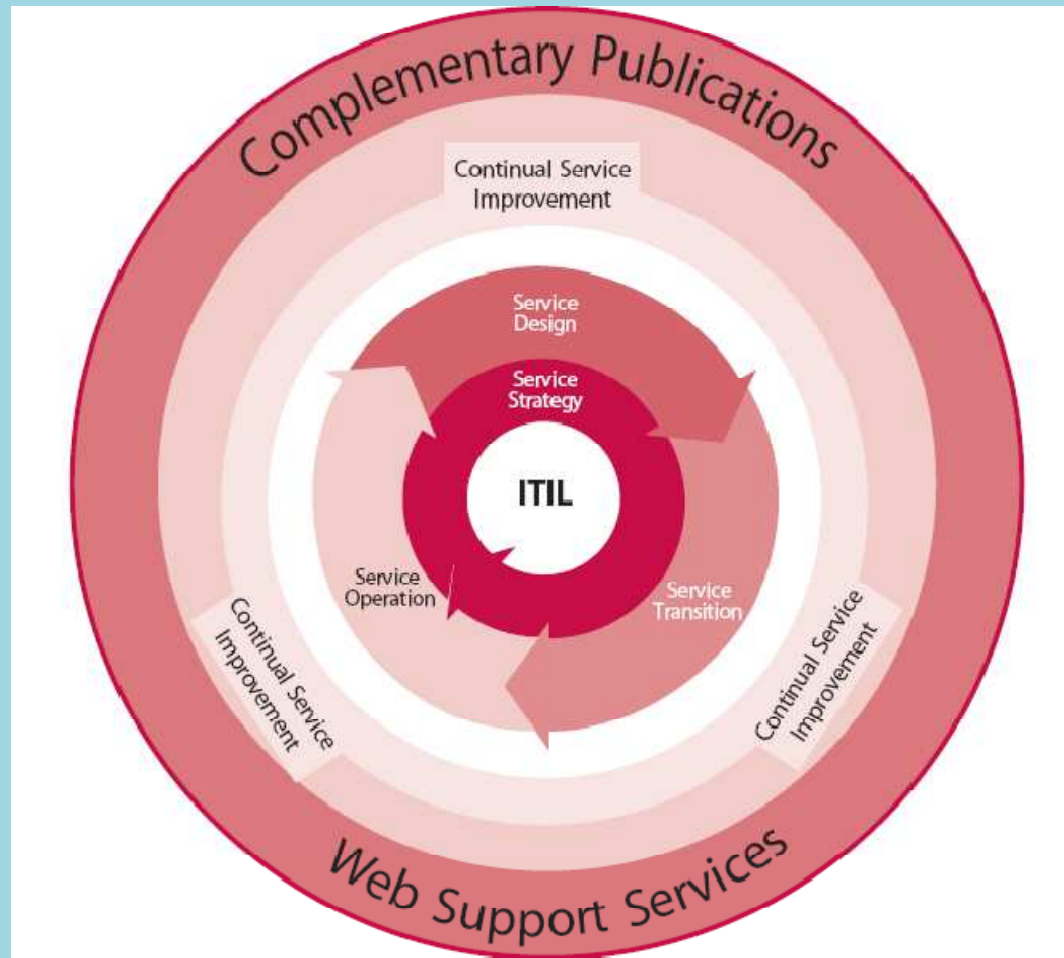 Complementary Publications
Continual Service
Improvement
Service
Design
Service
Strategy
ITIL
Service
Operation
Service
Transition
Continual Service
Improvement
Continual Service
Improvement
Web Support Services